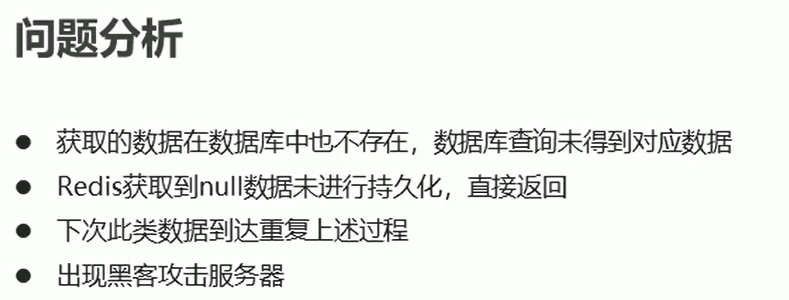 问题分析
● 获取的数据在数据库中也不存在，数据库查询未得到对应数据
● Redis获取到null数据未进行持久化，直接返回
● 下次此类数据到达重复上述过程
● 出现黑客攻击服务器